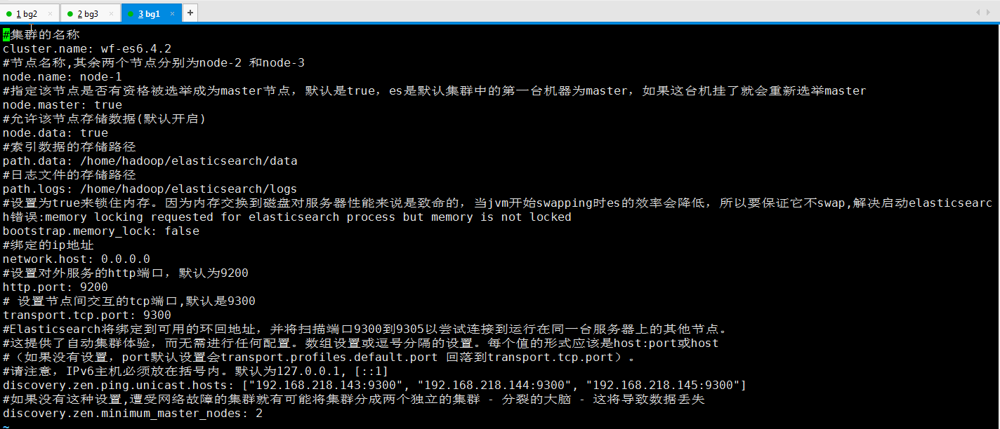 1 bg2 × 2 bg3 × 3 bg1 × +
#集群的名称
cluster.name: wf-es6.4.2
#节点名称,其余两个节点分别为node-2 和node-3
node.name: node-1
#指定该节点是否有资格被选举成为master节点，默认是true，es是默认集群中的第一台机器为master，如果这台机挂了就会重新选举master
node.master: true
#允许该节点存储数据(默认开启)
node.data: true
#索引数据的存储路径
path.data: /home/hadoop/elasticsearch/data
#日志文件的存储路径
path.logs: /home/hadoop/elasticsearch/logs
#设置为true来锁住内存。因为内存交换到磁盘对服务器性能来说是致命的，当jvm开始swapping时es的效率会降低，所以要保证它不swap,解决启动elasticsearc
h错误:memory locking requested for elasticsearch process but memory is not locked
bootstrap.memory_lock: false
#绑定的ip地址
network.host: 0.0.0.0
#设置对外服务的http端口，默认为9200
http.port: 9200
# 设置节点间交互的tcp端口,默认是9300
transport.tcp.port: 9300
#Elasticsearch将绑定到可用的环回地址，并将扫描端口9300到9305以尝试连接到运行在同一台服务器上的其他节点。
#这提供了自动集群体验，而无需进行任何配置。数组设置或逗号分隔的设置。每个值的形式应该是host:port或host
#（如果没有设置，port默认设置会transport.profiles.default.port 回落到transport.tcp.port）。
#请注意，IPv6主机必须放在括号内。默认为127.0.0.1, [::1]
discovery.zen.ping.unicast.hosts: ["192.168.218.143:9300", "192.168.218.144:9300", "192.168.218.145:9300"]
#如果没有这种设置,遭受网络故障的集群就有可能将集群分成两个独立的集群 - 分裂的大脑 - 这将导致数据丢失
discovery.zen.minimum_master_nodes: 2
~